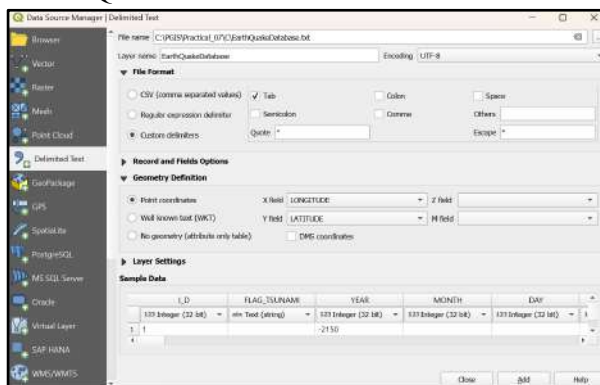 Data Source Manager | Delimited Text
Browser
Vector
Raster
Mesh
Point Cloud
Delimited Text
GeoPackage
GPS
SpatiaLite
PostgreSQL
MS SQL Server
Oracle
Virtual Layer
SAP HANA
WMS/WMTS
File name C:\PGIS\Practical_07\C\EarthQuakeDatabase.txt
Layer name EarthQuakeDatabase Encoding UTF-8
File Format
CSV (comma separated values) Tab Colon Space
Regular expression delimiter Semicolon Comma Others
Custom delimiters Quote " Escape "
Record and Fields Options
Geometry Definition
Point coordinates X field LONGITUDE Z field
Well known text (WKT) Y field LATITUDE M field
No geometry (attribute only table) DMS coordinates
Layer Settings
Sample Data
I_D FLAG_TSUNAMI YEAR MONTH DAY
123 Integer (32 bit) abc Text (string) 123 Integer (32 bit) 123 Integer (32 bit) 123 Integer (32 bit)
1 1 -2150
Close Add Help